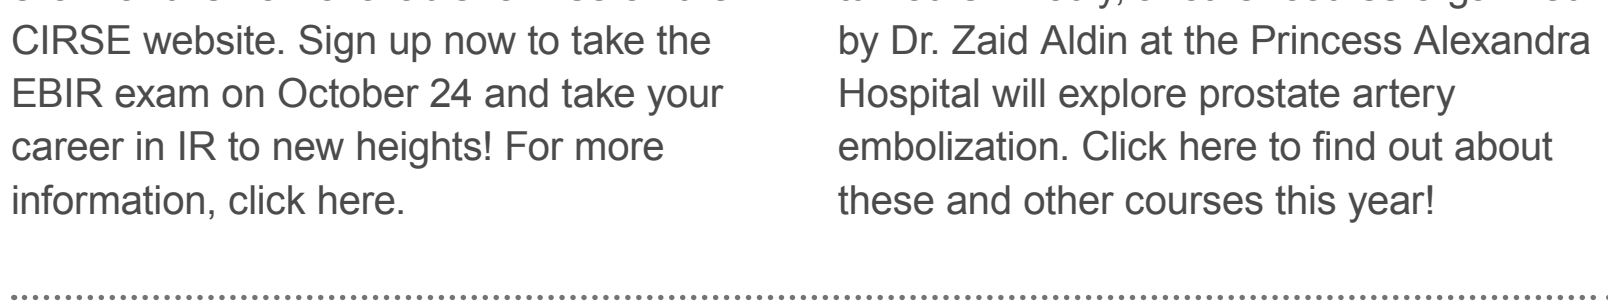 CIRSE website. Sign up now to take the
EBIR exam on October 24 and take your
career in IR to new heights! For more
information, click here.
by Dr. Zaid Aldin at the Princess Alexandra
Hospital will explore prostate artery
embolization. Click here to find out about
these and other courses this year!